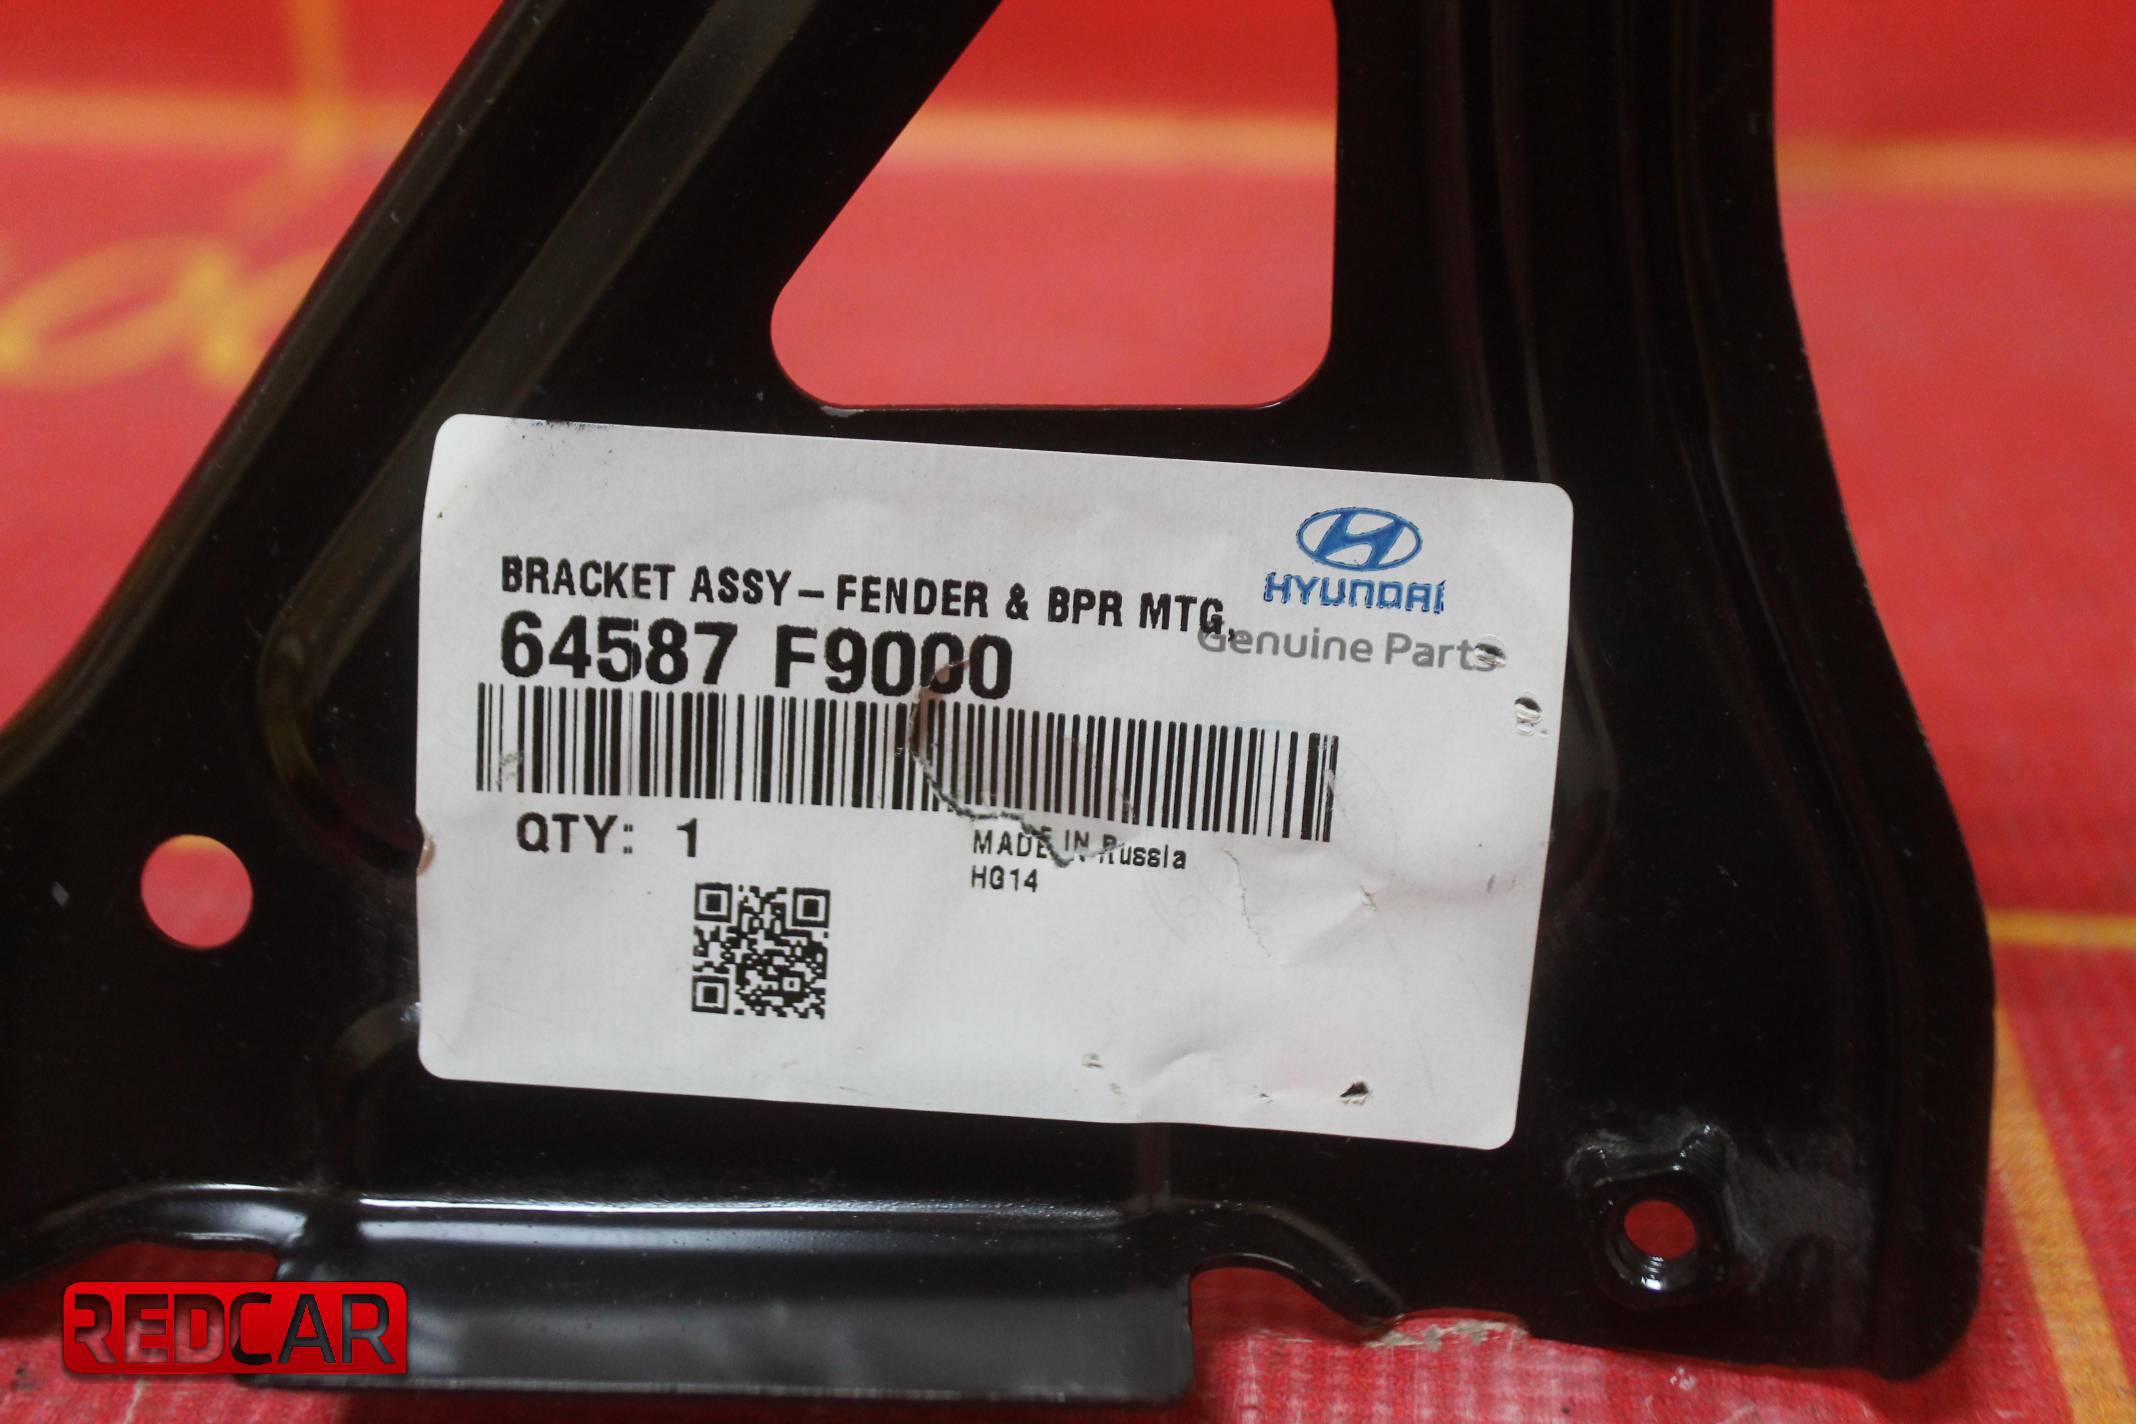 HYUNDAI
Genuine Parts
BRACKET ASSY-FENDER & BPR MTG,
64587 F9000
QTY: 1
MADE IN Russia
HG14
REDCAR